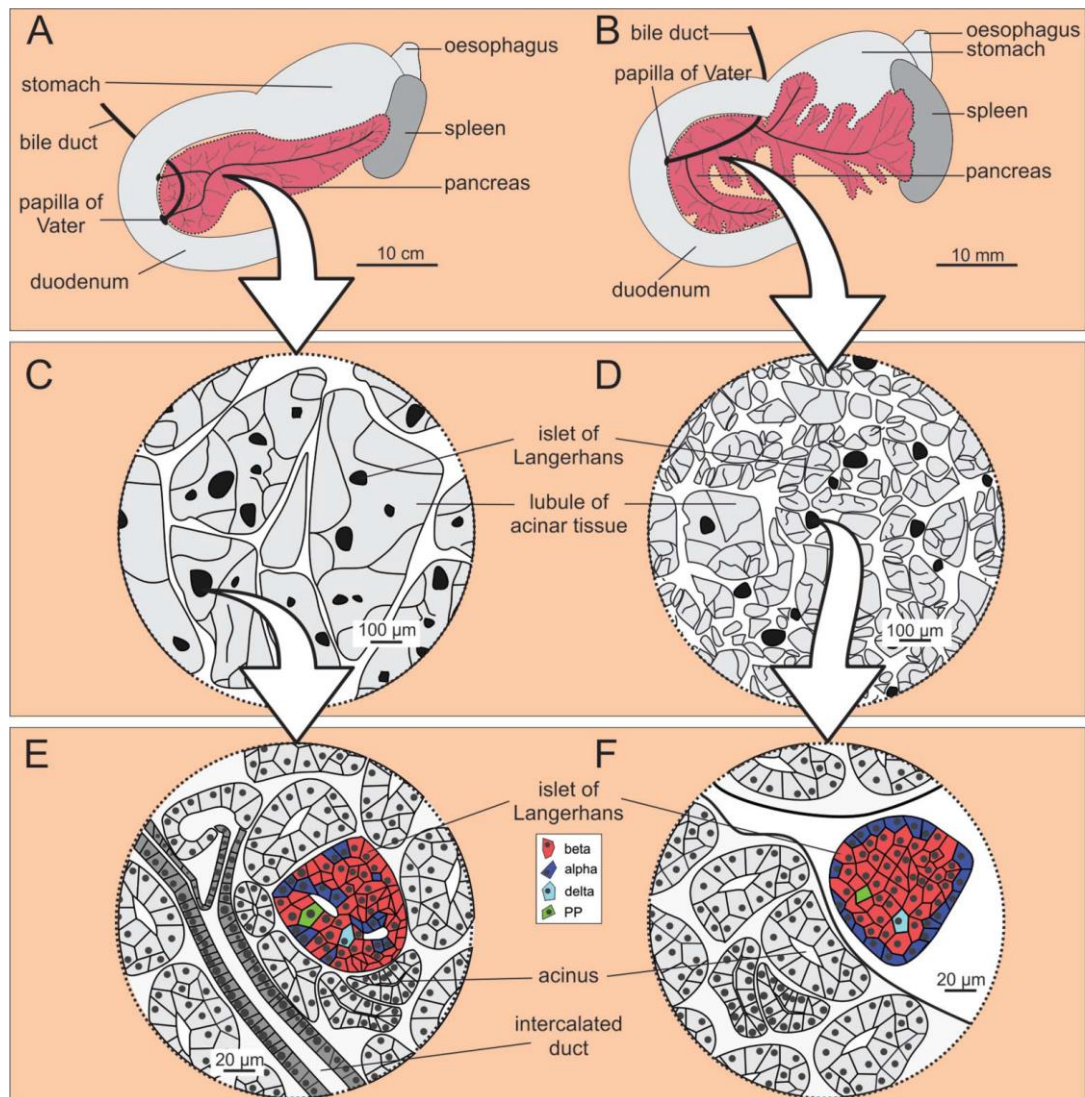 A
oesophagus
stomach
bile duct
spleen
pancreas
papilla of
Vater
duodenum
10 cm
B
bile duct
oesophagus
stomach
papilla of Vater
spleen
pancreas
duodenum
10 mm
C
D
islet of
Langerhans
lubule of
acinar tissue
100 µm
100 µm
E
F
islet of
Langerhans
beta
alpha
delta
PP
acinus
intercalated
duct
20 µm
20 µm